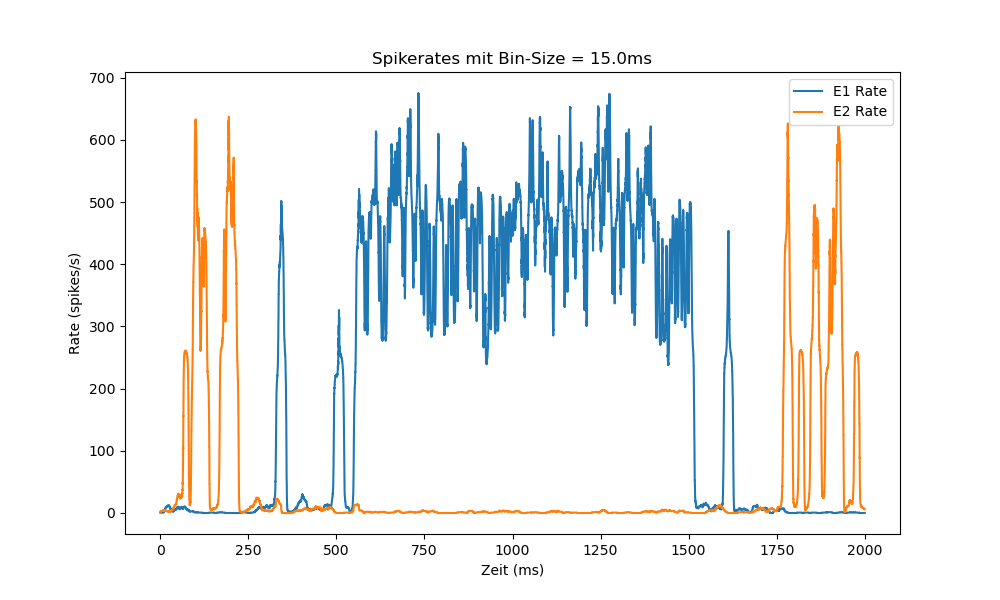 Spikerates mit Bin-Size = 15.0ms
E1 Rate
E2 Rate
Rate (spikes/s)
700
600
500
400
300
200
100
0
0 250 500 750 1000 1250 1500 1750 2000
Zeit (ms)